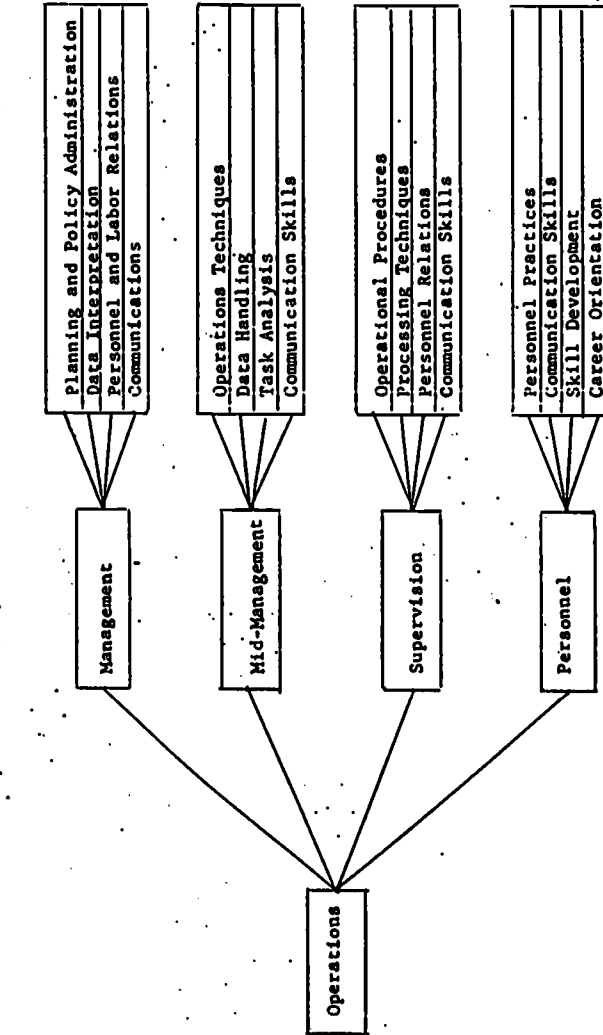 Operations
Management
Planning and Policy Administration
Data Interpretation
Personnel and Labor Relations
Communications
Mid-Management
Operations Techniques
Data Handling
Task Analysis
Communication Skills
Supervision
Operational Procedures
Processing Techniques
Personnel Relations
Communication Skills
Personnel
Personnel Practices
Communication Skills
Skill Development
Career Orientation